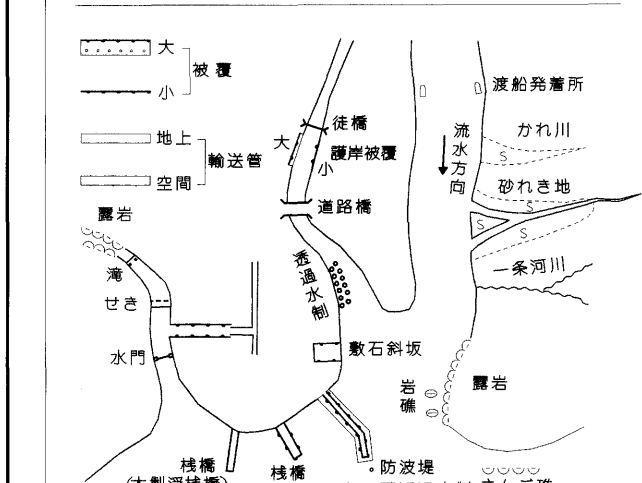 大
被覆
小
地上
輸送管
空間
露岩
滝
せき
水門
大
徒橋
護岸被覆
小
道路橋
透過水制
敷石斜坂
流水方向
渡船発着所
かれ川
S
砂れき地
S
S
一条河川
岩礁
露岩
桟橋
桟橋
防波堤